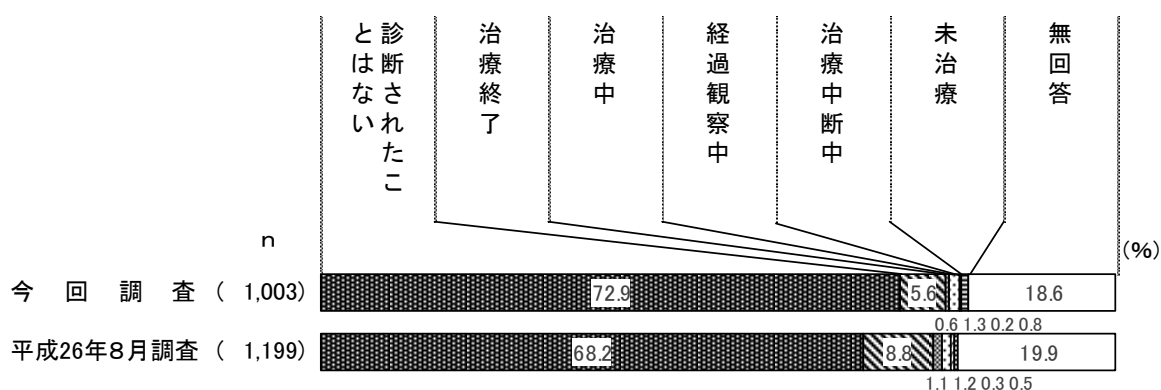 診断されたこ
とはない
治療終了
治療中
経過観察中
治療中断中
未治療
無回答
n
(%)
今回調査 ( 1,003)
72.9
5.6
18.6
0.6 1.3 0.2 0.8
平成26年8月調査 ( 1,199)
68.2
8.8
19.9
1.1 1.2 0.3 0.5